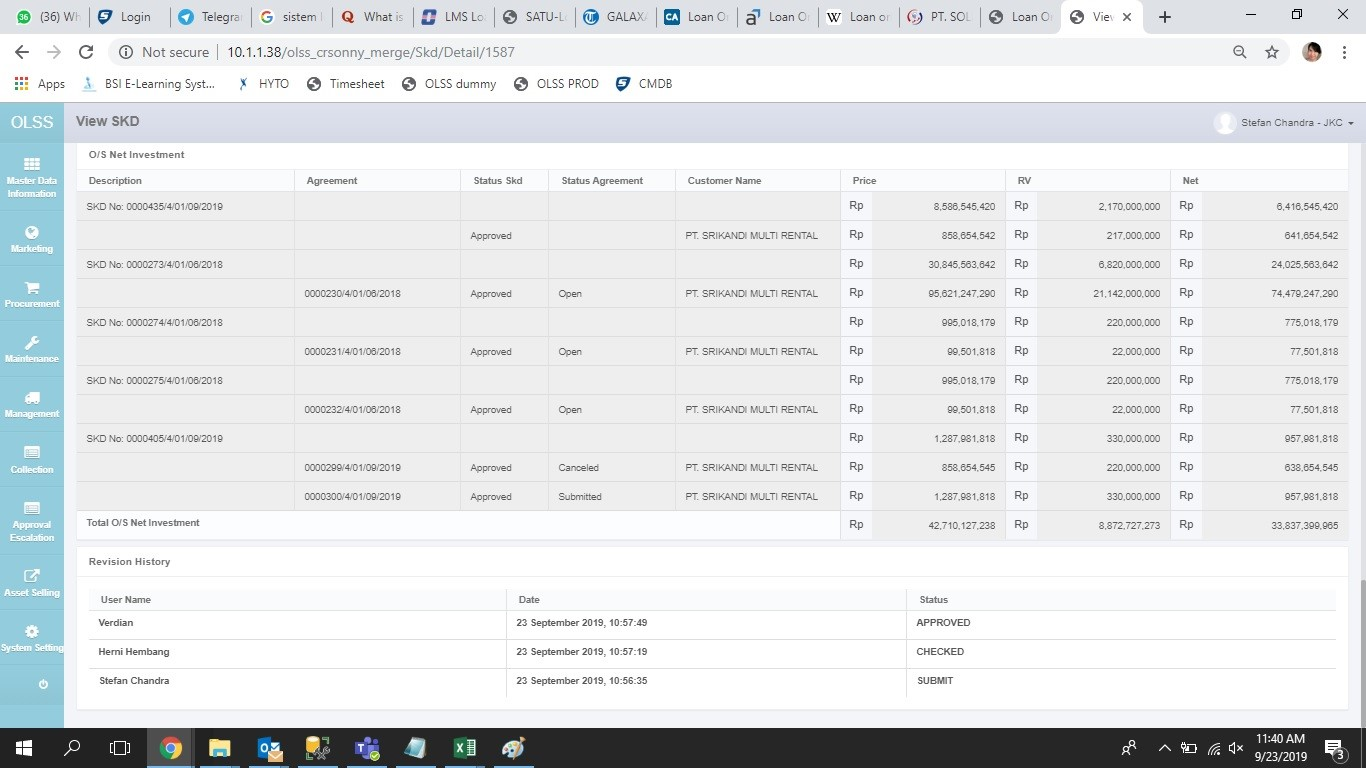 (36) Wh
Login
Telegrar
sistem i
What is
LMS Lo
SATU-L
GALAXA
Loan O
Loan O
Loan or
PT. SOL
Loan O
Viev
Not secure | 10.1.1.38/olss_crsonny_merge/Skd/Detail/1587
Apps BSI E-Learning Syst... HYTO Timesheet OLSS dummy OLSS PROD CMDB
OLSS View SKD Stefan Chandra - JKC
Master Data Information
Marketing
Procurement
Maintenance
Management
Collection
Approval Escalation
Asset Selling
System Setting
O/S Net Investment
Description Agreement Status Skd Status Agreement Customer Name Price RV Net
SKD No: 0000435/4/01/09/2019 Rp 8,586,545,420 Rp 2,170,000,000 Rp 6,416,545,420
Approved PT. SRIKANDI MULTI RENTAL Rp 858,654,542 Rp 217,000,000 Rp 641,654,542
SKD No: 0000273/4/01/06/2018 Rp 30,845,563,642 Rp 6,820,000,000 Rp 24,025,563,642
0000230/4/01/06/2018 Approved Open PT. SRIKANDI MULTI RENTAL Rp 95,621,247,290 Rp 21,142,000,000 Rp 74,479,247,290
SKD No: 0000274/4/01/06/2018 Rp 995,018,179 Rp 220,000,000 Rp 775,018,179
0000231/4/01/06/2018 Approved Open PT. SRIKANDI MULTI RENTAL Rp 99,501,818 Rp 22,000,000 Rp 77,501,818
SKD No: 0000275/4/01/06/2018 Rp 995,018,179 Rp 220,000,000 Rp 775,018,179
0000232/4/01/06/2018 Approved Open PT. SRIKANDI MULTI RENTAL Rp 99,501,818 Rp 22,000,000 Rp 77,501,818
SKD No: 0000405/4/01/09/2019 Rp 1,287,981,818 Rp 330,000,000 Rp 957,981,818
0000299/4/01/09/2019 Approved Canceled PT. SRIKANDI MULTI RENTAL Rp 858,654,545 Rp 220,000,000 Rp 638,654,545
0000300/4/01/09/2019 Approved Submitted PT. SRIKANDI MULTI RENTAL Rp 1,287,981,818 Rp 330,000,000 Rp 957,981,818
Total O/S Net Investment Rp 42,710,127,238 Rp 8,872,727,273 Rp 33,837,399,965
Revision History
User Name Date Status
Verdian 23 September 2019, 10:57:49 APPROVED
Herni Hembang 23 September 2019, 10:57:19 CHECKED
Stefan Chandra 23 September 2019, 10:56:35 SUBMIT
11:40 AM
9/23/2019
3